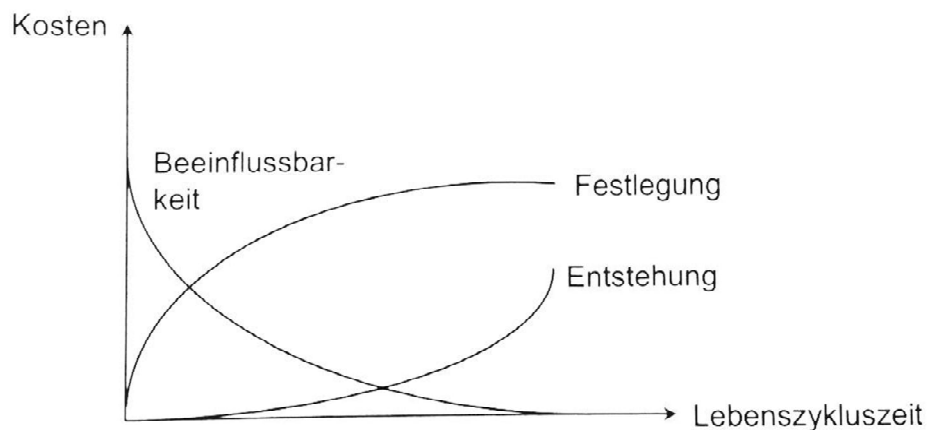 Kosten
Beeinflussbar-
keit
Festlegung
Entstehung
Lebenszykluszeit